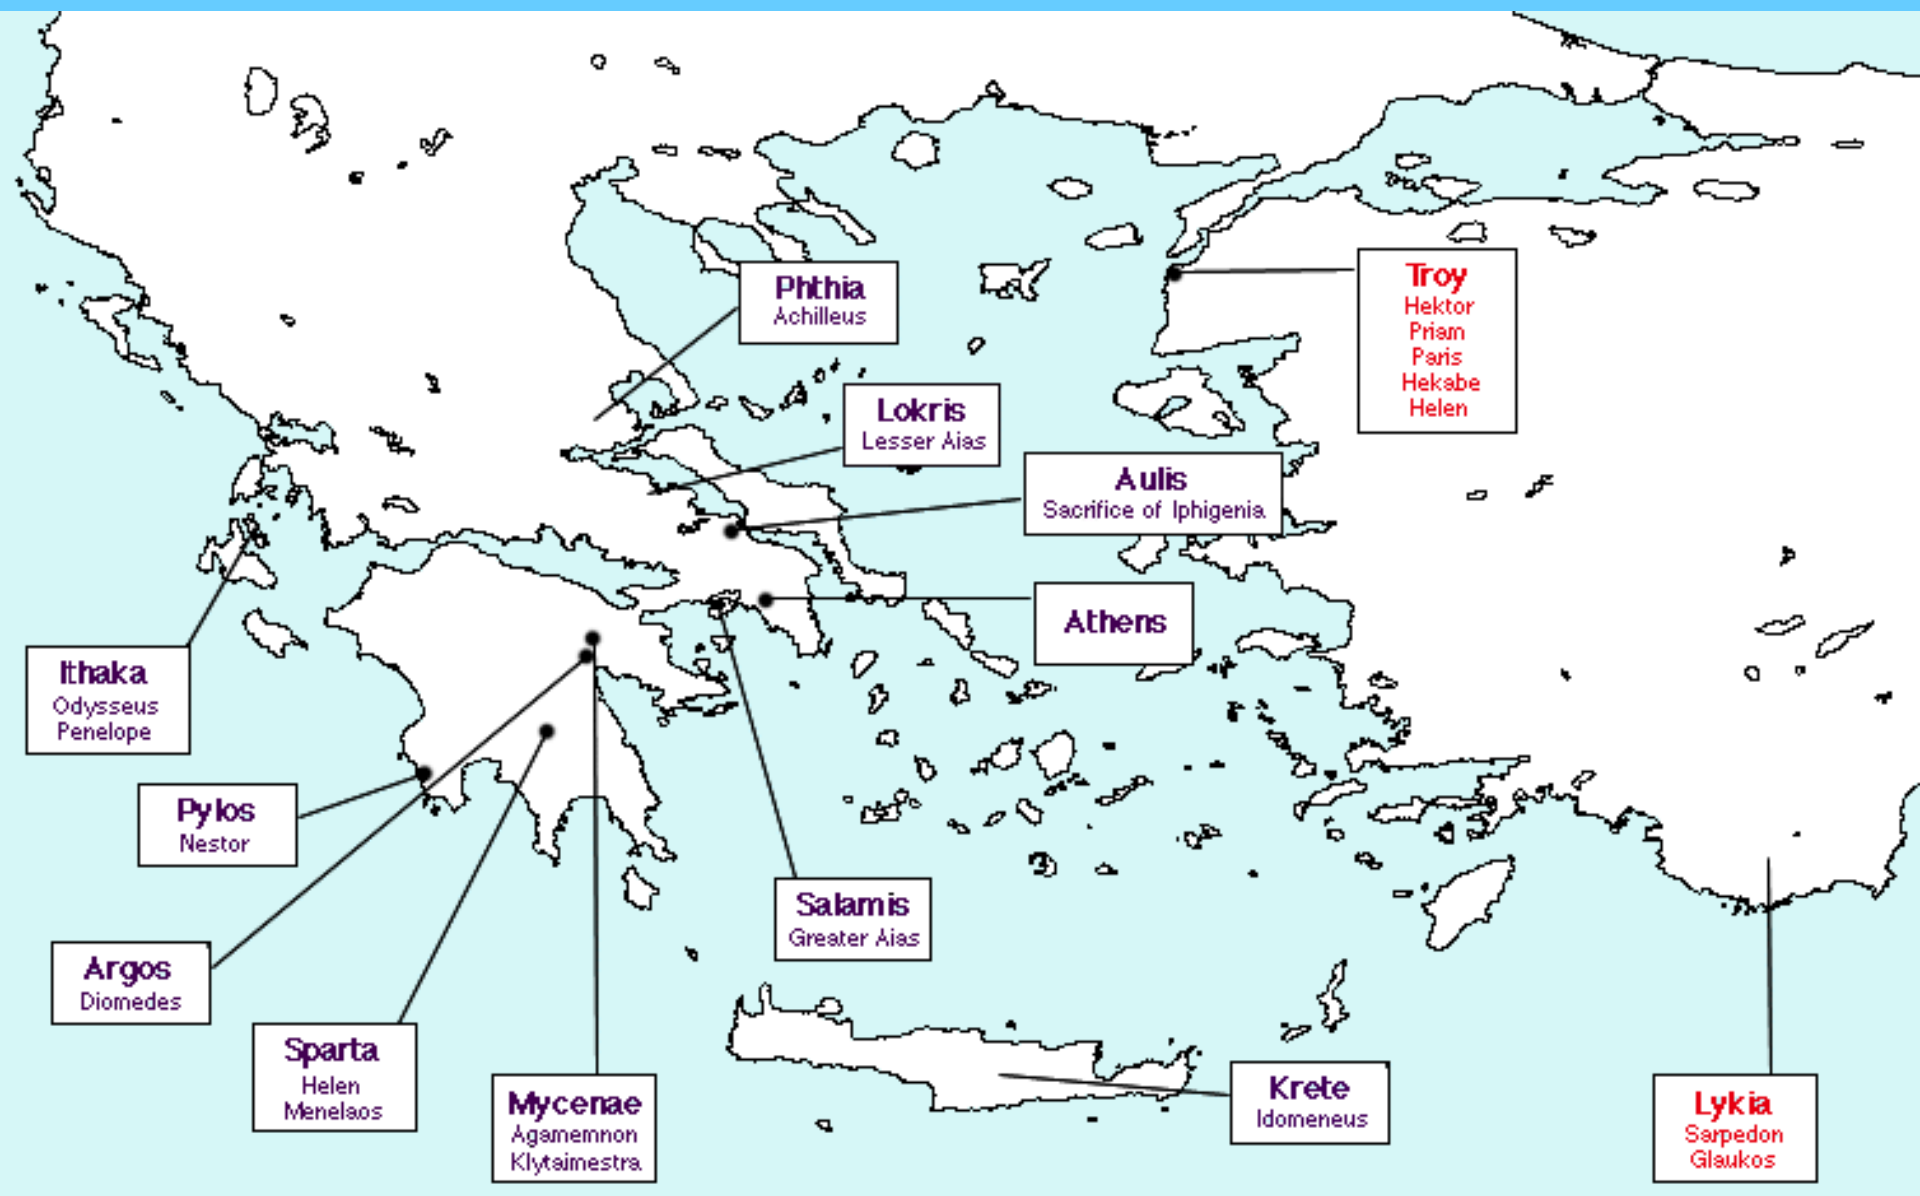 Phthia
Achilleus
Troy
Hektor
Priam
Paris
Hekabe
Helen
Lokris
Lesser Aias
Aulis
Sacrifice of Iphigenia
Athens
Ithaka
Odysseus
Penelope
Pylos
Nestor
Salamis
Greater Aias
Argos
Diomedes
Sparta
Helen
Menelaos
Mycenae
Agamemnon
Klytaimestra
Krete
Idomeneus
Lykia
Sarpedon
Glaukos